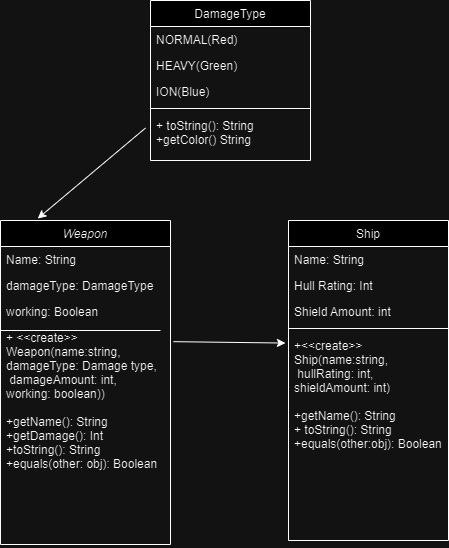 DamageType
NORMAL(Red)
HEAVY(Green)
ION(Blue)
+ toString(): String
+getColor() String
Weapon
Name: String
damageType: DamageType
working: Boolean
+ <<create>>
Weapon(name:string,
damageType: Damage type,
damageAmount: int,
working: boolean))
+getName(): String
+getDamage(): Int
+toString(): String
+equals(other: obj): Boolean
Ship
Name: String
Hull Rating: Int
Shield Amount: int
+<<create>>
Ship(name:string,
hullRating: int,
shieldAmount: int)
+getName(): String
+ toString(): String
+equals(other:obj): Boolean